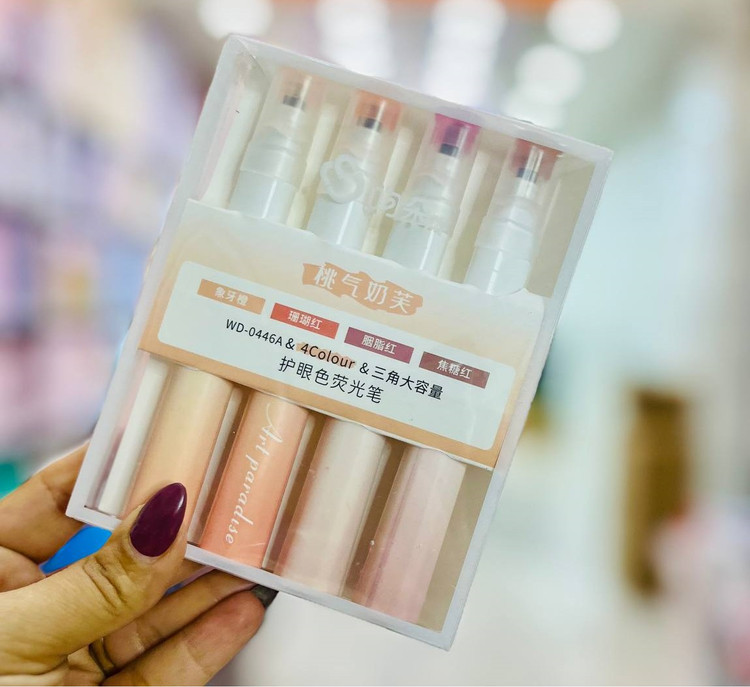 桃气奶芙
象牙橙
珊瑚红
胭脂红
焦糖红
WD-0446A & 4Colour & 三角大容量
护眼色荧光笔
Art paradise